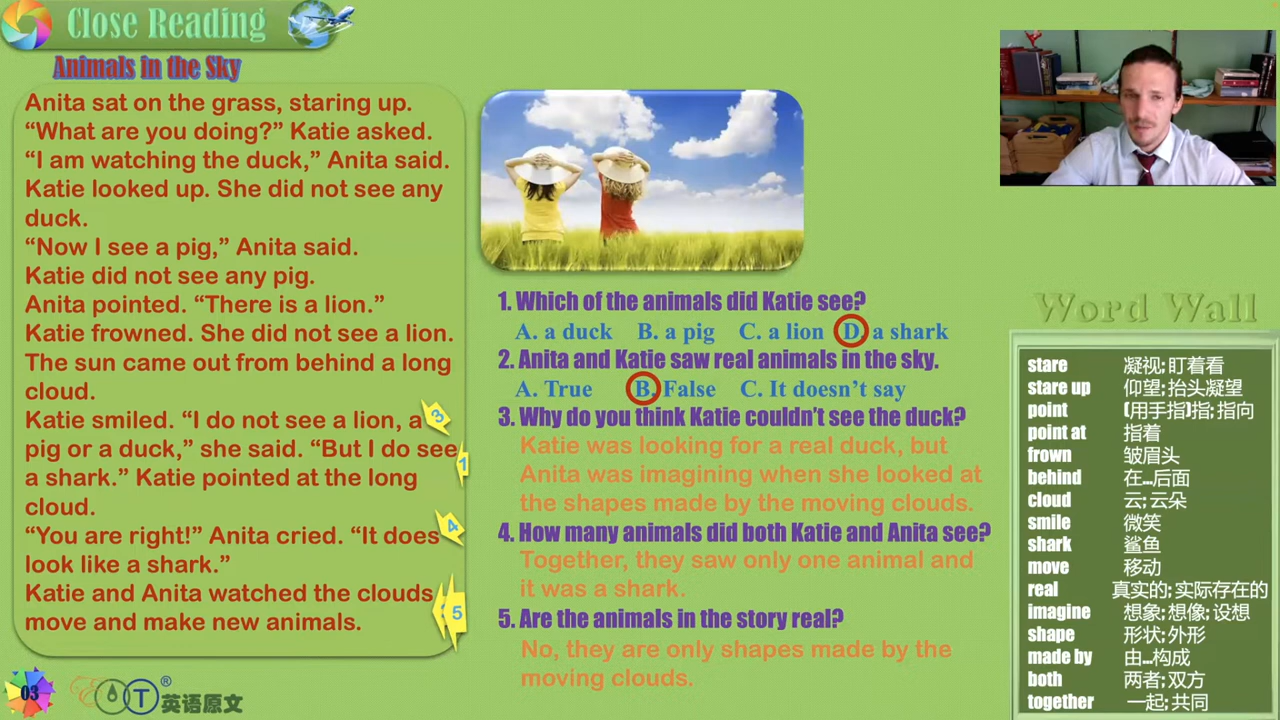 Close Reading
Animals in the Sky
Anita sat on the grass, staring up.
“What are you doing?” Katie asked.
“I am watching the duck,” Anita said.
Katie looked up. She did not see any
duck.
“Now I see a pig,” Anita said.
Katie did not see any pig.
Anita pointed. “There is a lion.”
Katie frowned. She did not see a lion.
The sun came out from behind a long
cloud.
Katie smiled. “I do not see a lion, a
pig or a duck,” she said. “But I do see
a shark.” Katie pointed at the long
cloud.
“You are right!” Anita cried. “It does
look like a shark.”
Katie and Anita watched the clouds
move and make new animals.
3
1
4
5
1. Which of the animals did Katie see?
A. a duck B. a pig C. a lion D. a shark
2. Anita and Katie saw real animals in the sky.
A. True B. False C. It doesn’t say
3. Why do you think Katie couldn’t see the duck?
Katie was looking for a real duck, but
Anita was imagining when she looked at
the shapes made by the moving clouds.
4. How many animals did both Katie and Anita see?
Together, they saw only one animal and
it was a shark.
5. Are the animals in the story real?
No, they are only shapes made by the
moving clouds.
Word Wall
stare 凝视; 盯着看
stare up 仰望; 抬头凝望
point (用手指)指; 指向
point at 指着
frown 皱眉头
behind 在...后面
cloud 云; 云朵
smile 微笑
shark 鲨鱼
move 移动
real 真实的; 实际存在的
imagine 想象; 想像; 设想
shape 形状; 外形
made by 由...构成
both 两者; 双方
together 一起; 共同
03
T ® 英语原文